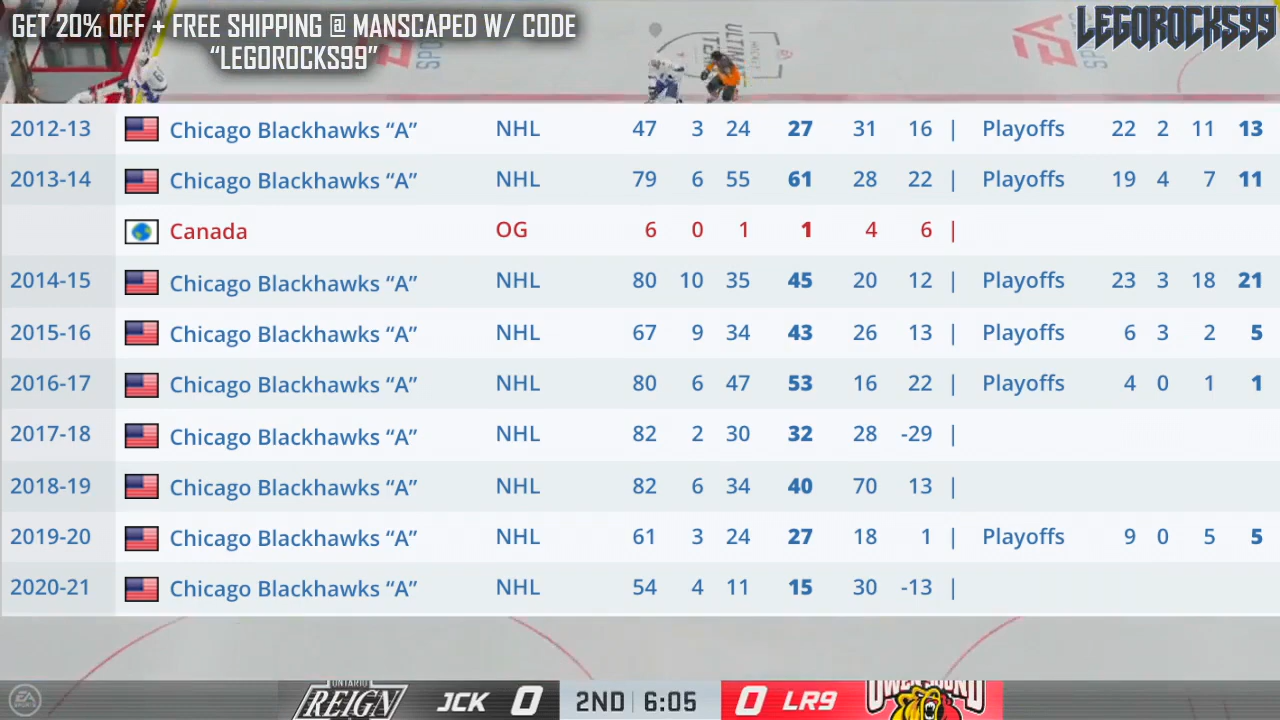 GET 20% OFF + FREE SHIPPING @ MANSCAPED W/ CODE
"LEGOROCKS99"
LEGOROCKS99
2012-13 Chicago Blackhawks “A” NHL 47 3 24 27 31 16 | Playoffs 22 2 11 13
2013-14 Chicago Blackhawks “A” NHL 79 6 55 61 28 22 | Playoffs 19 4 7 11
Canada OG 6 0 1 1 4 6 |
2014-15 Chicago Blackhawks “A” NHL 80 10 35 45 20 12 | Playoffs 23 3 18 21
2015-16 Chicago Blackhawks “A” NHL 67 9 34 43 26 13 | Playoffs 6 3 2 5
2016-17 Chicago Blackhawks “A” NHL 80 6 47 53 16 22 | Playoffs 4 0 1 1
2017-18 Chicago Blackhawks “A” NHL 82 2 30 32 28 -29 |
2018-19 Chicago Blackhawks “A” NHL 82 6 34 40 70 13 |
2019-20 Chicago Blackhawks “A” NHL 61 3 24 27 18 1 | Playoffs 9 0 5 5
2020-21 Chicago Blackhawks “A” NHL 54 4 11 15 30 -13 |
EA SPORTS ONTARIO REIGN JCK 0 2ND 6:05 0 LR9 OWEN SOUND